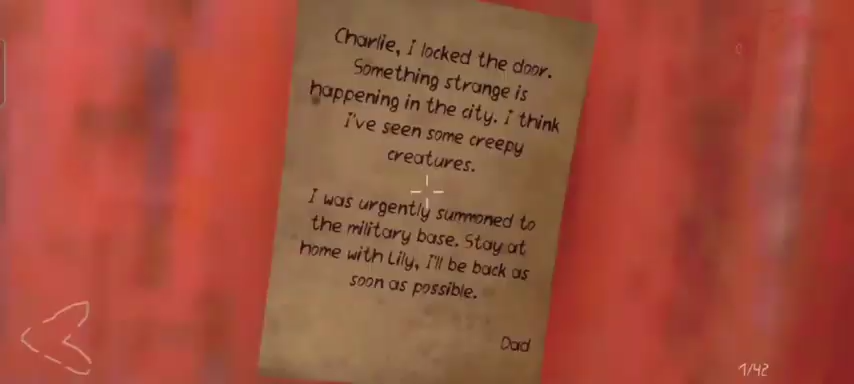 Charlie, I locked the door.
Something strange is
happening in the city. I think
I've seen some creepy
creatures.
I was urgently summoned to
the military base. Stay at
home with Lily, I'll be back as
soon as possible.
Dad
1/42